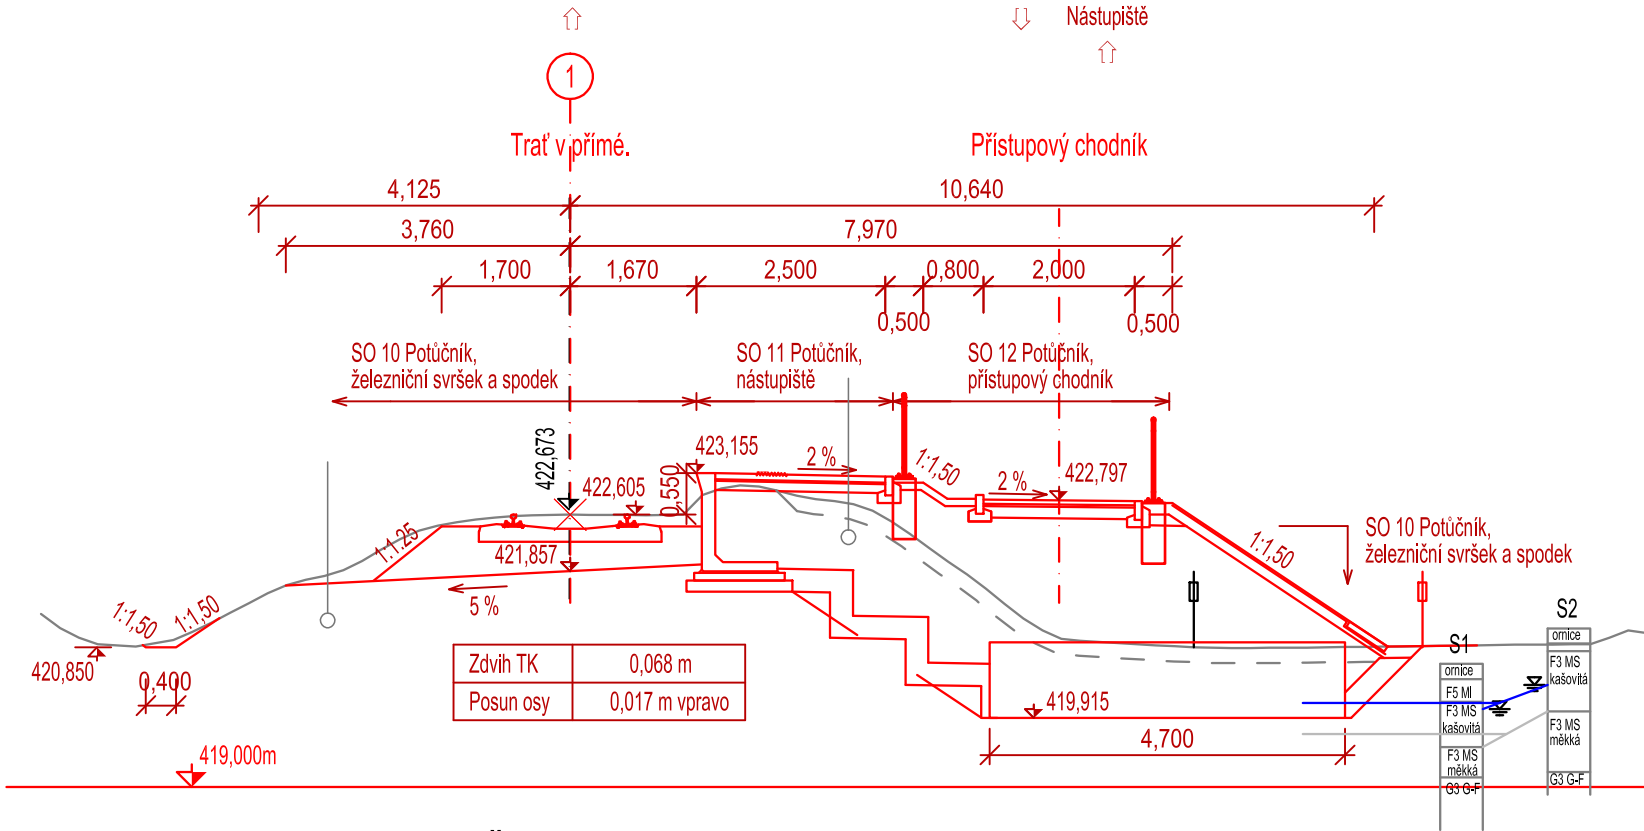 Nástupiště
1
Trať v přímé.
Přístupový chodník
4,125
10,640
3,760
7,970
1,700
1,670
2,500
0,800
2,000
0,500
0,500
SO 10 Potůčník,
železniční svršek a spodek
SO 11 Potůčník,
nástupiště
SO 12 Potůčník,
přístupový chodník
422,673
423,155
2 %
1:1,50
2 %
422,797
422,605
0,550
1:1,25
421,857
5 %
1:1,50
SO 10 Potůčník,
železniční svršek a spodek
1:1,50
1:1,50
420,850
0,400
Zdvih TK
0,068 m
Posun osy
0,017 m vpravo
419,915
4,700
419,000m
S1
ornice
F5 MI
F3 MS
kašovitá
F3 MS
měkká
G3 G-F
S2
ornice
F3 MS
kašovitá
F3 MS
měkká
G3 G-F